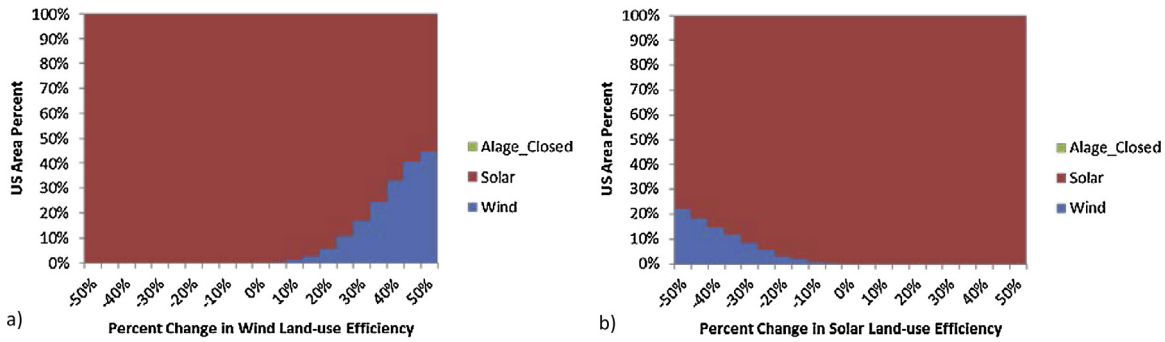 100%
90%
80%
70%
60%
50%
40%
30%
20%
10%
0%
US Area Percent
-50% -40% -30% -20% -10% 0% 10% 20% 30% 40% 50%
Percent Change in Wind Land-use Efficiency
Alage_Closed
Solar
Wind
a)
100%
90%
80%
70%
60%
50%
40%
30%
20%
10%
0%
US Area Percent
-50% -40% -30% -20% -10% 0% 10% 20% 30% 40% 50%
Percent Change in Solar Land-use Efficiency
Alage_Closed
Solar
Wind
b)